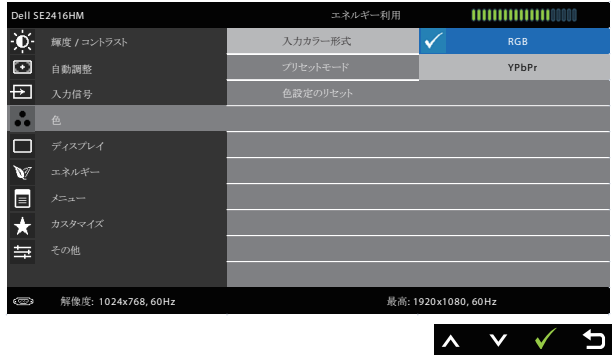 Dell SE2416HM エネルギー利用
輝度 / コントラスト 入力カラー形式 RGB
自動調整 プリセットモード YPbPr
入力信号 色設定のリセット
色
ディスプレイ
エネルギー
メニュー
カスタマイズ
その他
解像度: 1024x768, 60Hz 最高: 1920x1080, 60Hz